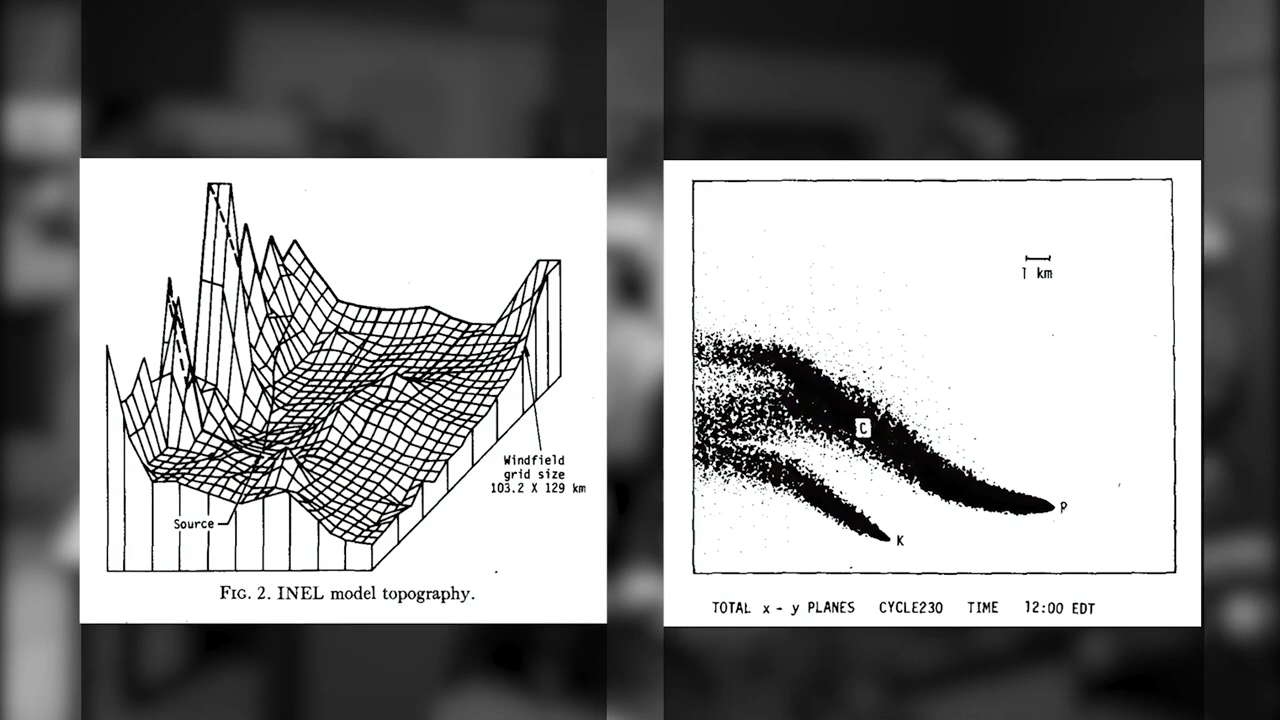 Windfield
grid size
103.2 X 129 km
Source
FIG. 2. INEL model topography.
1 km
C
P
K
TOTAL x - y PLANES CYCLE230 TIME 12:00 EDT